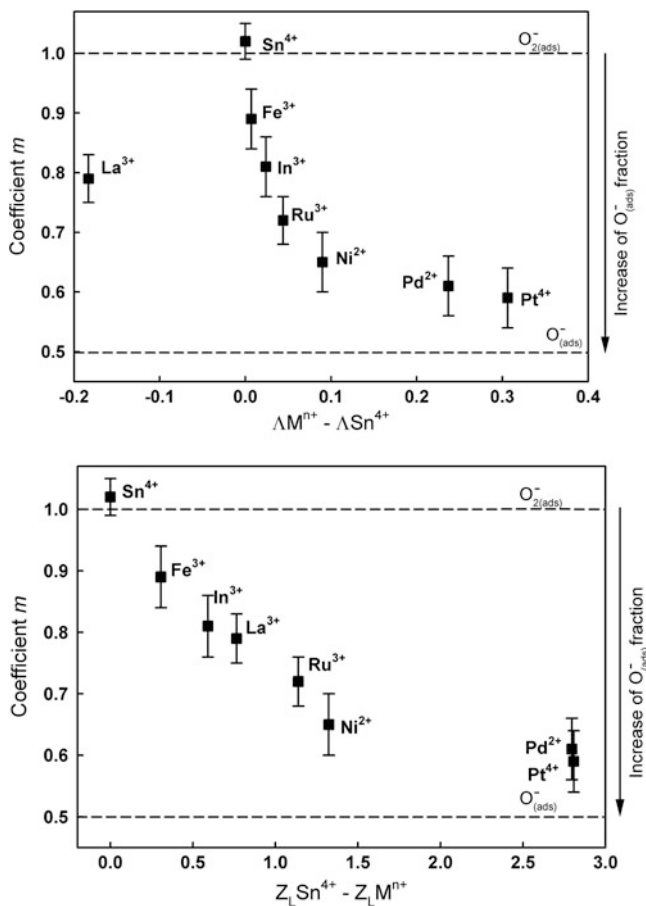 1.0
0.9
0.8
0.7
0.6
0.5
Coefficient m
Sn⁴⁺
Fe³⁺
La³⁺
In³⁺
Ru³⁺
Ni²⁺
Pd²⁺
Pt⁴⁺
O⁻₂(ads)
O⁻(ads)
Increase of O⁻(ads) fraction
-0.2 -0.1 0.0 0.1 0.2 0.3 0.4
ΛMⁿ⁺ - ΛSn⁴⁺
1.0
0.9
0.8
0.7
0.6
0.5
Coefficient m
Sn⁴⁺
Fe³⁺
In³⁺
La³⁺
Ru³⁺
Ni²⁺
Pd²⁺
Pt⁴⁺
O⁻₂(ads)
O⁻(ads)
Increase of O⁻(ads) fraction
0.0 0.5 1.0 1.5 2.0 2.5 3.0
Z_LSn⁴⁺ - Z_LMⁿ⁺